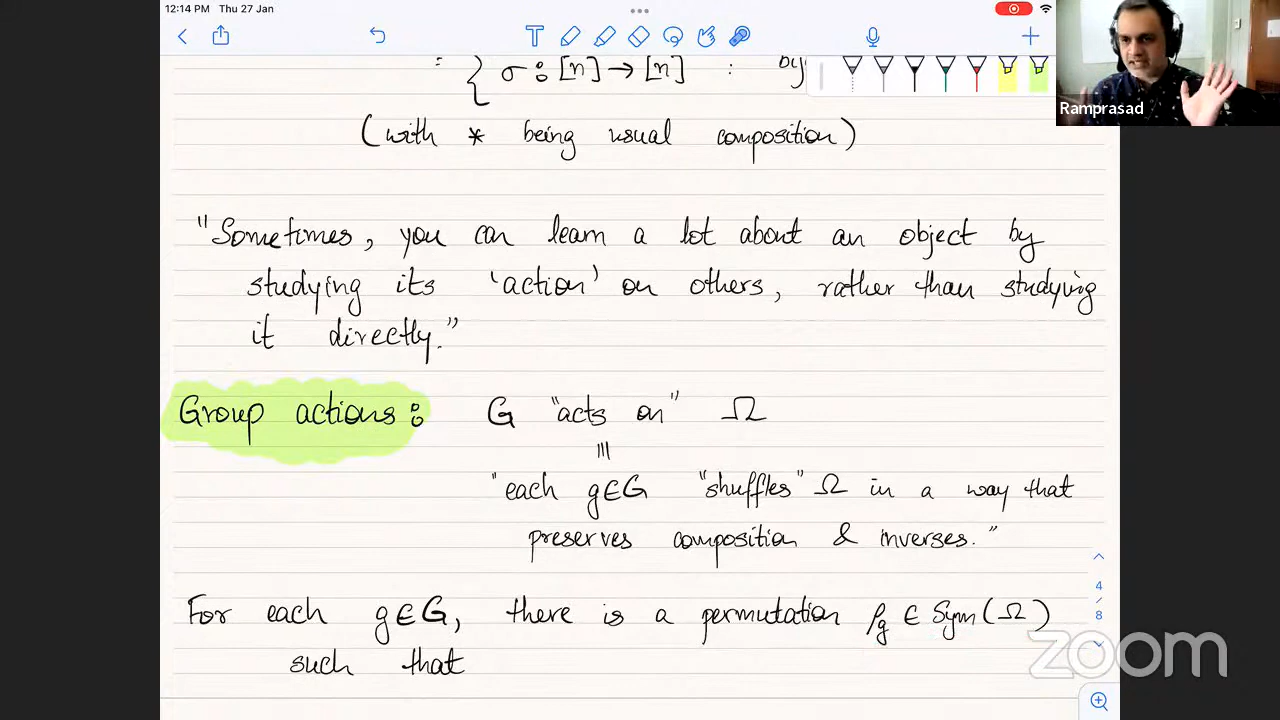 12:14 PM Thu 27 Jan
: { σ : [n] → [n] : by
(with * being usual composition)
Ramprasad
"Sometimes, you can learn a lot about an object by
studying its 'action' on others, rather than studying
it directly."
Group actions: G "acts on" Ω
≡
"each g∈G "shuffles" Ω in a way that
preserves composition & inverses."
For each g∈G, there is a permutation ρ_g ∈ Sym(Ω)
such that
4
/
8
zoom